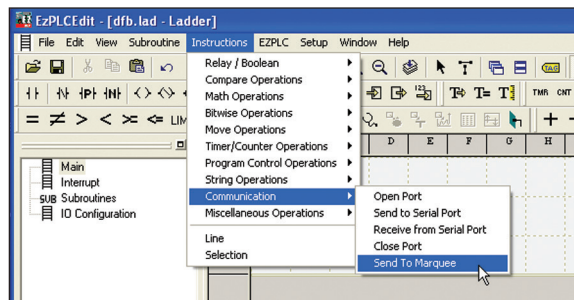 EzPLCEdit - [dfb.lad - Ladder]
File Edit View Subroutine Instructions EZPLC Setup Window Help
Relay / Boolean
Compare Operations
Math Operations
Bitwise Operations
Move Operations
Timer/Counter Operations
Program Control Operations
String Operations
Communication
Miscellaneous Operations
Line
Selection
Open Port
Send to Serial Port
Receive from Serial Port
Close Port
Send To Marquee
TAG
TMR CNT
= ≠ > < >= <= LIM
D E F G H
Main
Interrupt
SUB Subroutines
IO Configuration